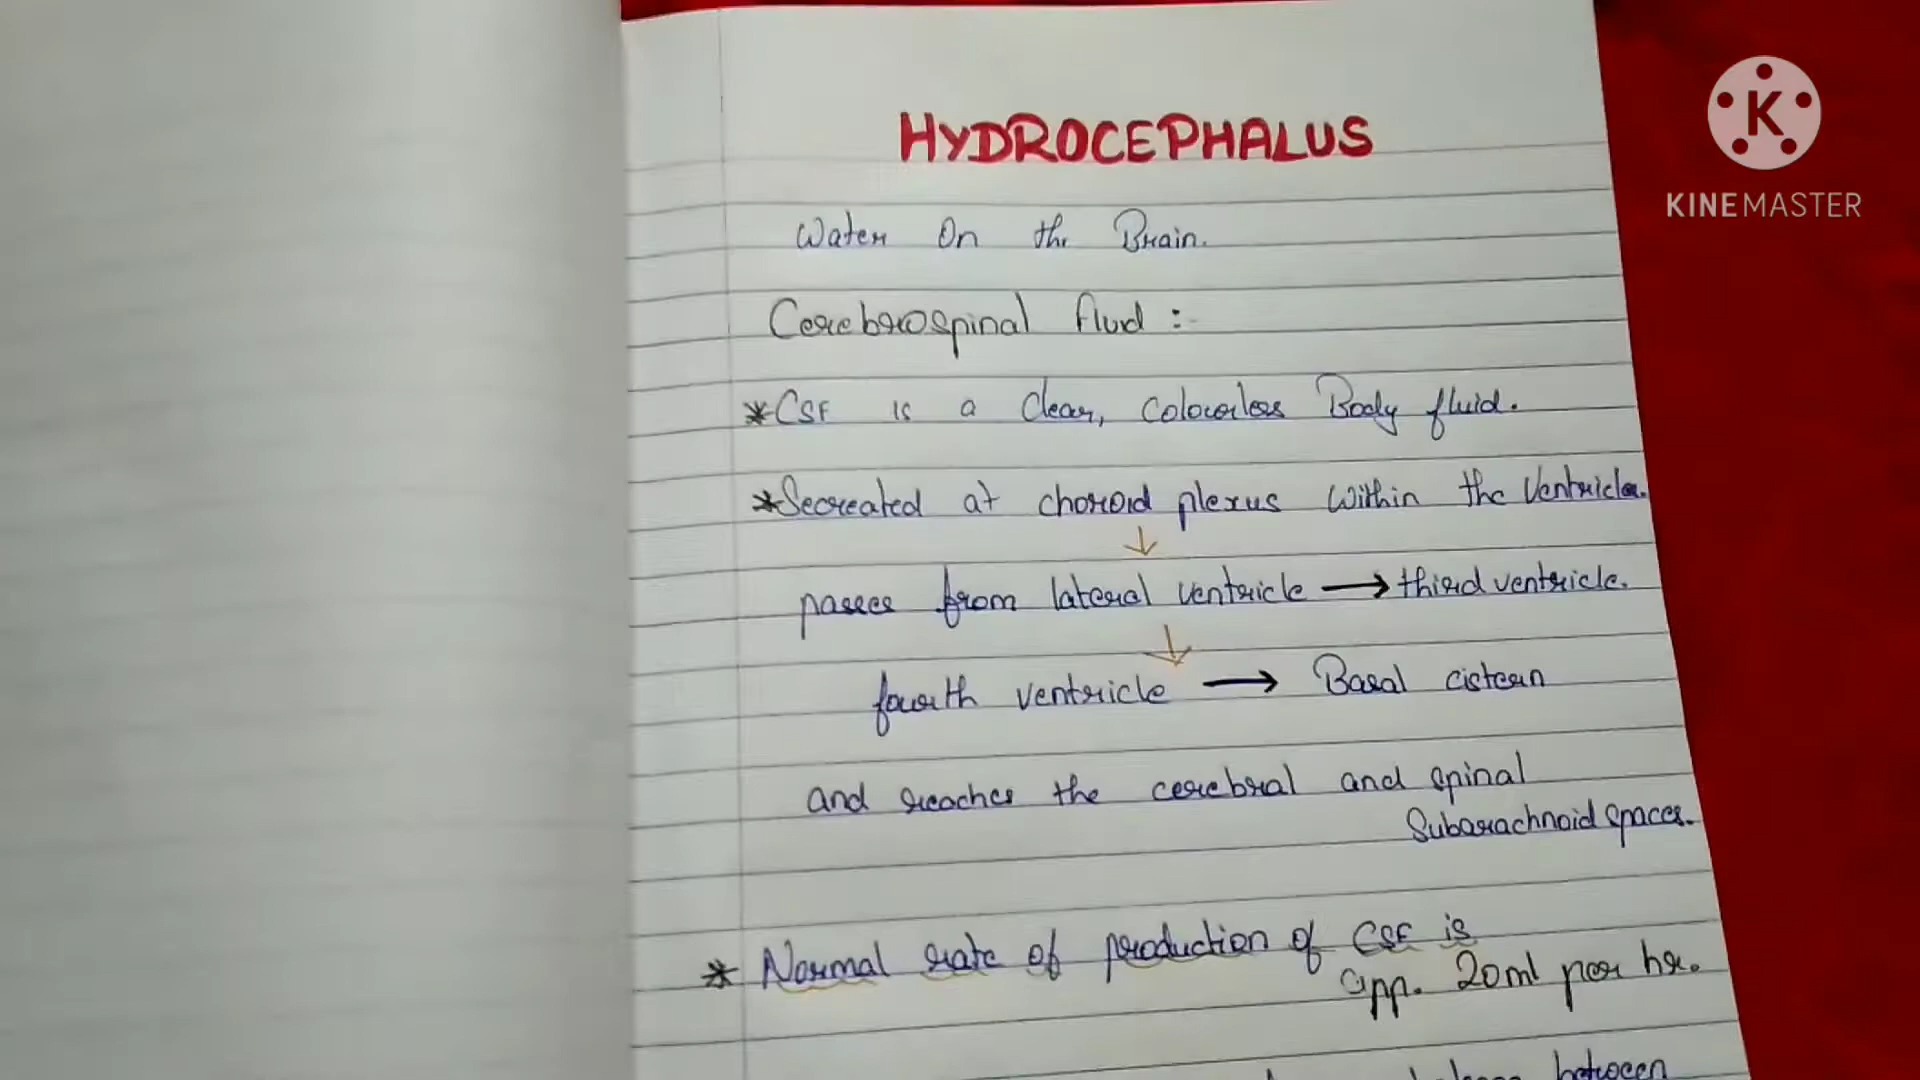 HYDROCEPHALUS
Water On the Brain.
Cerebrospinal fluid :-
*CSF is a clear, colourless Body fluid.
*Secreated at choroid plexus within the Ventricles.
↓
passes from lateral ventricle → third ventricle.
↓
fourth ventricle → Basal cistern
and reaches the cerebral and spinal
Subarachnoid spaces.
* Normal rate of production of CSF is
app. 20ml per hr.
between
K
KINEMASTER